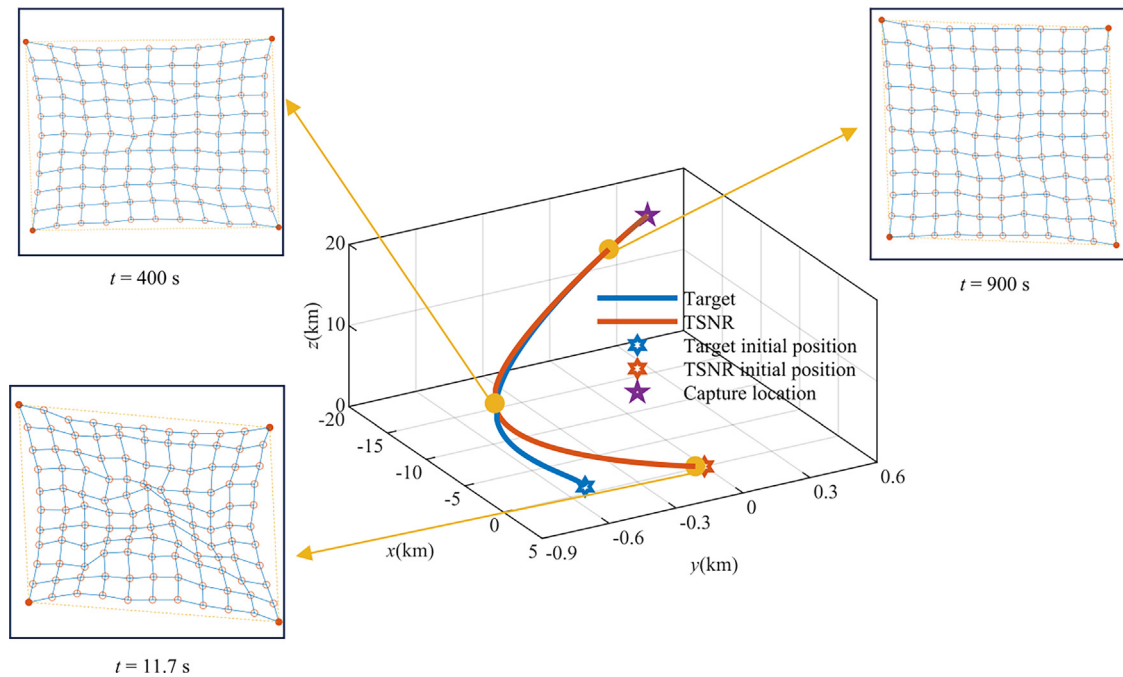 t = 400 s
t = 900 s
t = 11.7 s
z(km)
20
10
0
-20
-15
-10
-5
0
5
x(km)
-0.9
-0.6
-0.3
0
0.3
0.6
y(km)
Target
TSNR
Target initial position
TSNR initial position
Capture location